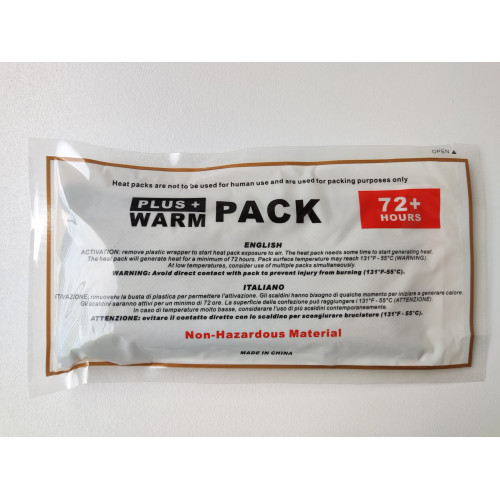 OPEN ▲
Heat packs are not to be used for human use and are used for packing purposes only
PLUS +
WARM PACK
72+
HOURS
ENGLISH
ACTIVATION: remove plastic wrapper to start heat pack exposure to air. The heat pack needs some time to start generating heat.
The heat pack will generate heat for a minimum of 72 hours. Pack surface temperature may reach 131°F - 55°C (WARNING).
At low temperatures, consider use of multiple packs simultaneously.
WARNING: Avoid direct contact with pack to prevent injury from burning (131°F-55°C).
ITALIANO
TIVAZIONE, rimuovere la busta di plastica per permettere l'attivazione. Gli scaldini hanno bisogno di qualche momento per iniziare a generare calore.
Gli scaldini saranno attivi per un minimo di 72 ore. La superficie della confezione può raggiungere i 131°F - 55°C (ATTENZIONE).
In caso di temperature molto basse, considerare l'uso di più scaldini contemporaneamente.
ATTENZIONE: evitare il contatto diretto con lo scaldino per scongiurare bruciature (131°F - 55°C).
Non-Hazardous Material
MADE IN CHINA